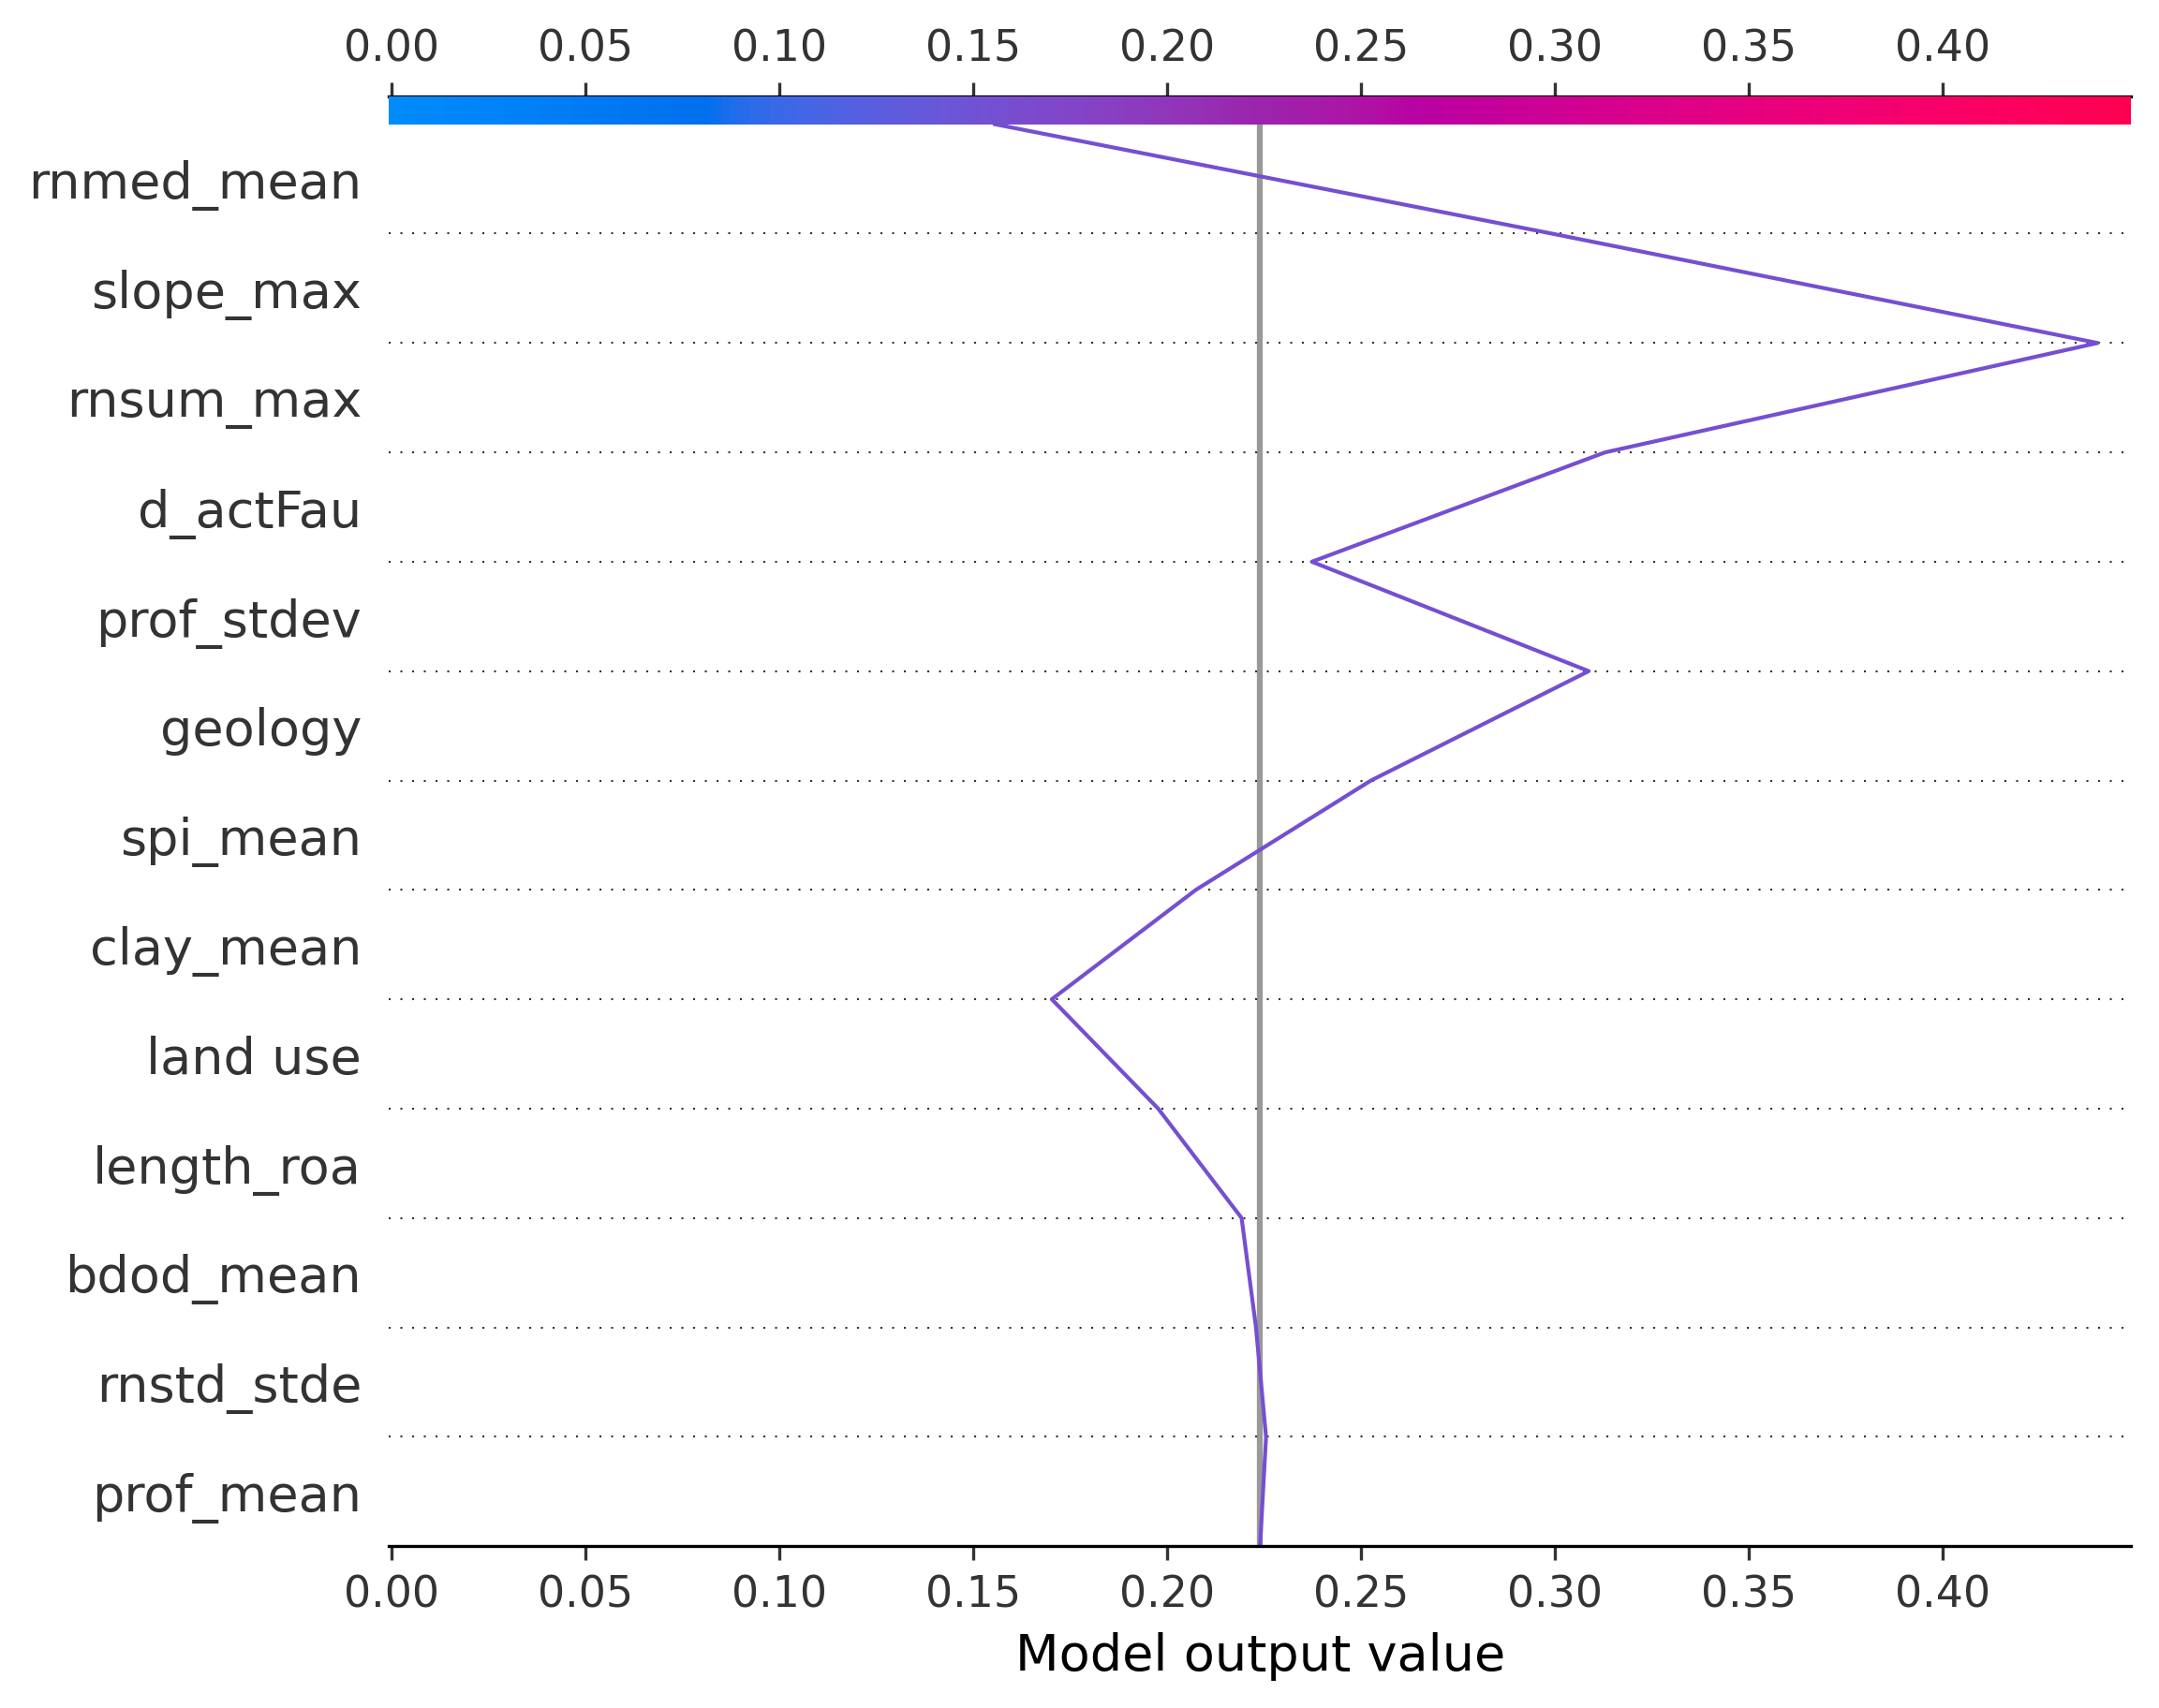 0.00 0.05 0.10 0.15 0.20 0.25 0.30 0.35 0.40
rnmed_mean
slope_max
rnsum_max
d_actFau
prof_stdev
geology
spi_mean
clay_mean
land use
length_roa
bdod_mean
rnstd_stde
prof_mean
0.00 0.05 0.10 0.15 0.20 0.25 0.30 0.35 0.40
Model output value